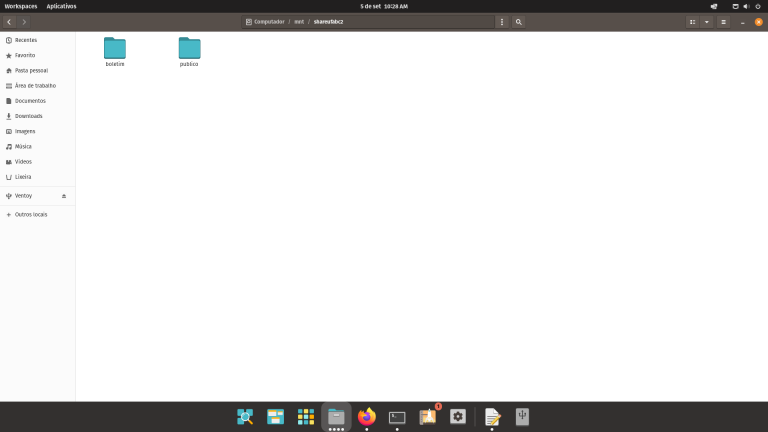 Workspaces Aplicativos 5 de set 10:28 AM
Computador / mnt /
Recentes
Favorito
Pasta pessoal
Área de trabalho
Documentos
Downloads
Imagens
Música
Vídeos
Lixeira
Ventoy
Outros locais
boletim publico